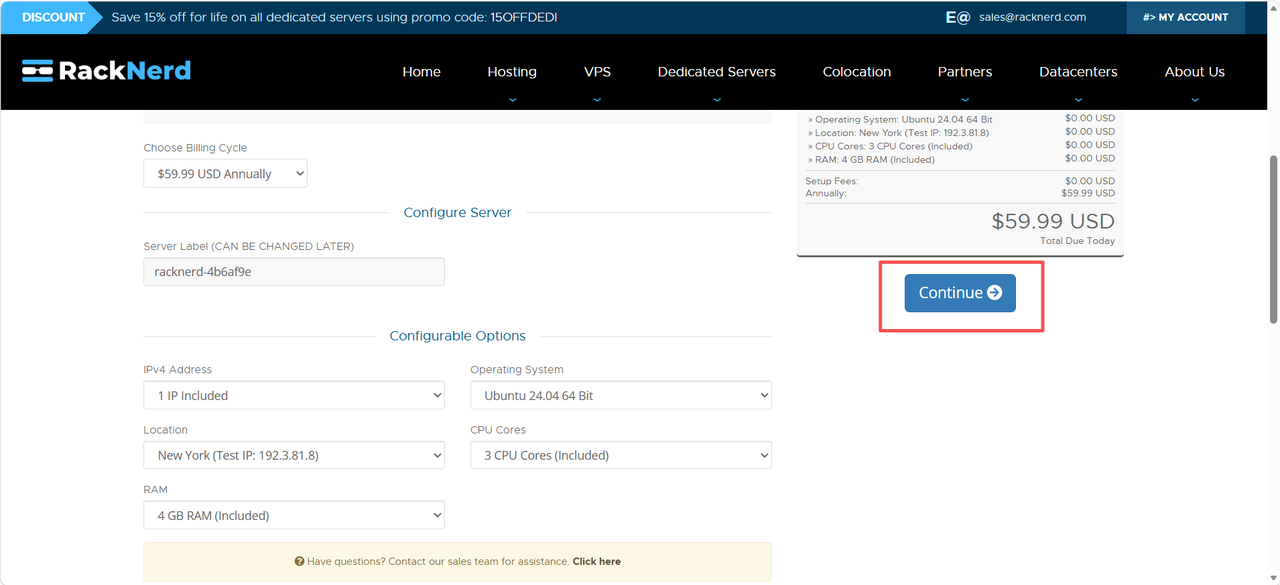 DISCOUNT Save 15% off for life on all dedicated servers using promo code: 15OFFDEDI E@ sales@racknerd.com #> MY ACCOUNT
RackNerd Home Hosting VPS Dedicated Servers Colocation Partners Datacenters About Us
Choose Billing Cycle
$59.99 USD Annually
Configure Server
Server Label (CAN BE CHANGED LATER)
racknerd-4b6af9e
Configurable Options
IPv4 Address
1 IP Included
Operating System
Ubuntu 24.04 64 Bit
Location
New York (Test IP: 192.3.81.8)
CPU Cores
3 CPU Cores (Included)
RAM
4 GB RAM (Included)
Have questions? Contact our sales team for assistance. Click here
» Operating System: Ubuntu 24.04 64 Bit $0.00 USD
» Location: New York (Test IP: 192.3.81.8) $0.00 USD
» CPU Cores: 3 CPU Cores (Included) $0.00 USD
» RAM: 4 GB RAM (Included) $0.00 USD
Setup Fees: $0.00 USD
Annually: $59.99 USD
$59.99 USD
Total Due Today
Continue